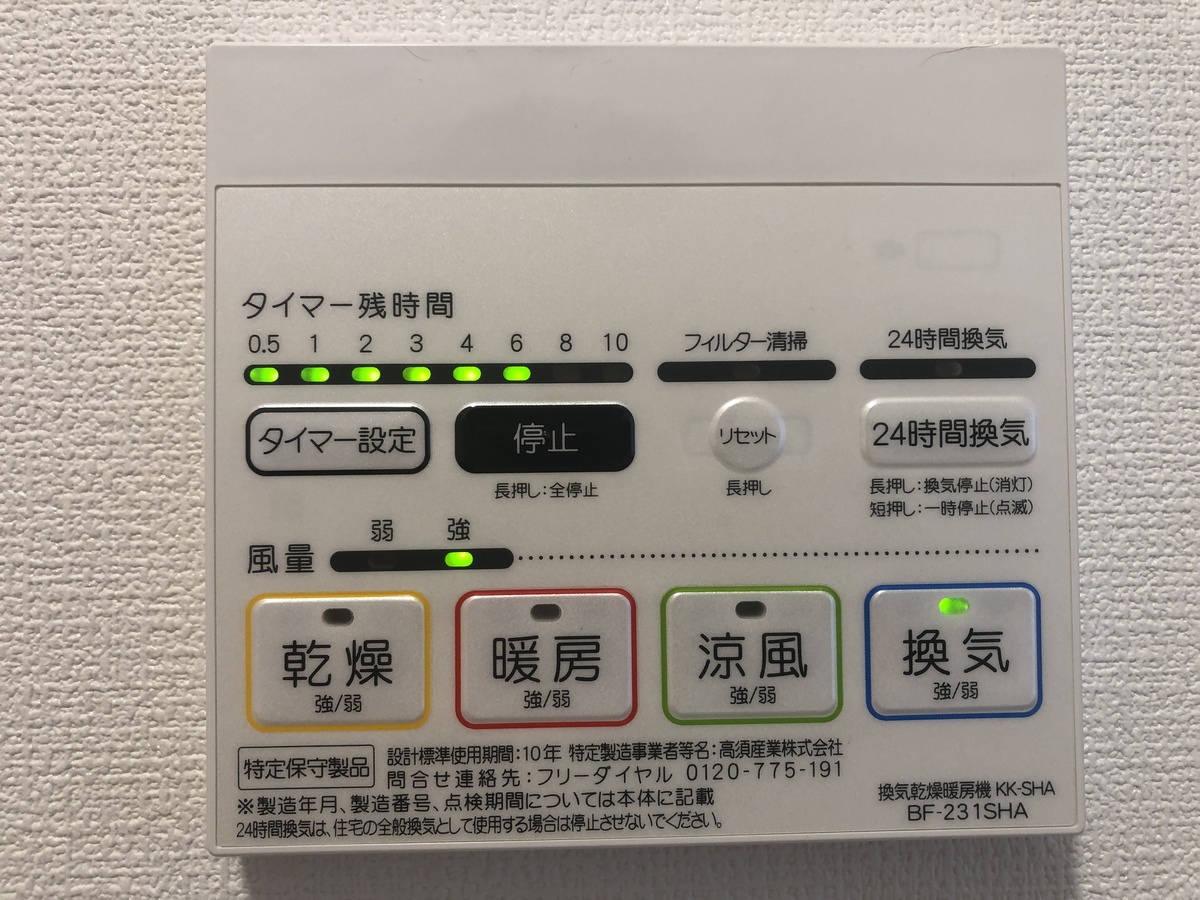 タイマー残時間
0.5 1 2 3 4 6 8 10
フィルター清掃
24時間換気
タイマー設定
停止
リセット
24時間換気
長押し:全停止
長押し
長押し:換気停止(消灯)
短押し:一時停止(点滅)
弱 強
風量
乾燥
強/弱
暖房
強/弱
涼風
強/弱
換気
強/弱
特定保守製品
設計標準使用期間:10年 特定製造事業者等名:高須産業株式会社
問合せ連絡先:フリーダイヤル 0120-775-191
※製造年月、製造番号、点検期間については本体に記載
24時間換気は、住宅の全般換気として使用する場合は停止させないでください。
換気乾燥暖房機 KK-SHA
BF-231SHA